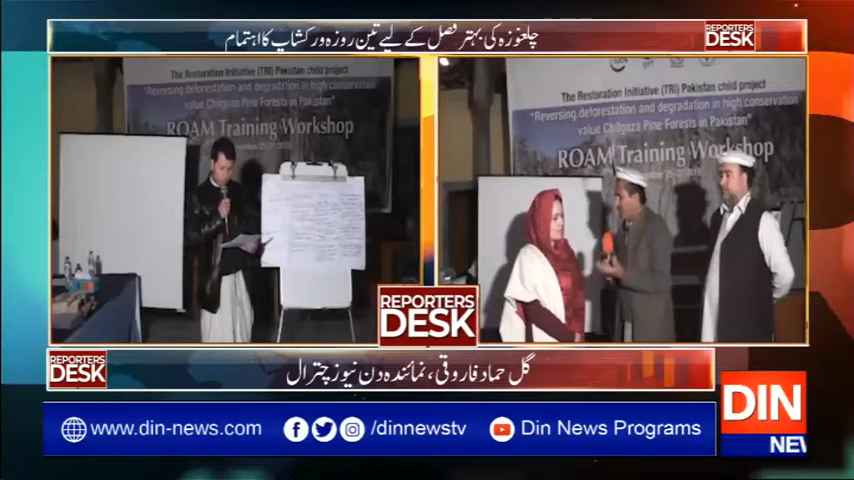 چلغوزہ کی بہتر فصل کے لیے تین روزہ ورکشاپ کا اہتمام
REPORTERS
DESK
The Restoration Initiative (TRI) Pakistan child project
"Reversing deforestation and degradation in high conservation
value Chilgoza Pine Forests in Pakistan"
ROAM Training Workshop
The Restoration Initiative (TRI) Pakistan child project
"Reversing deforestation and degradation in high conservation
value Chilgoza Pine Forests in Pakistan"
ROAM Training Workshop
REPORTERS
DESK
REPORTERS
DESK
گل حماد فاروقی، نمائندہ دن نیوز چترال
DIN
NEW
www.din-news.com
/dinnewstv
Din News Programs